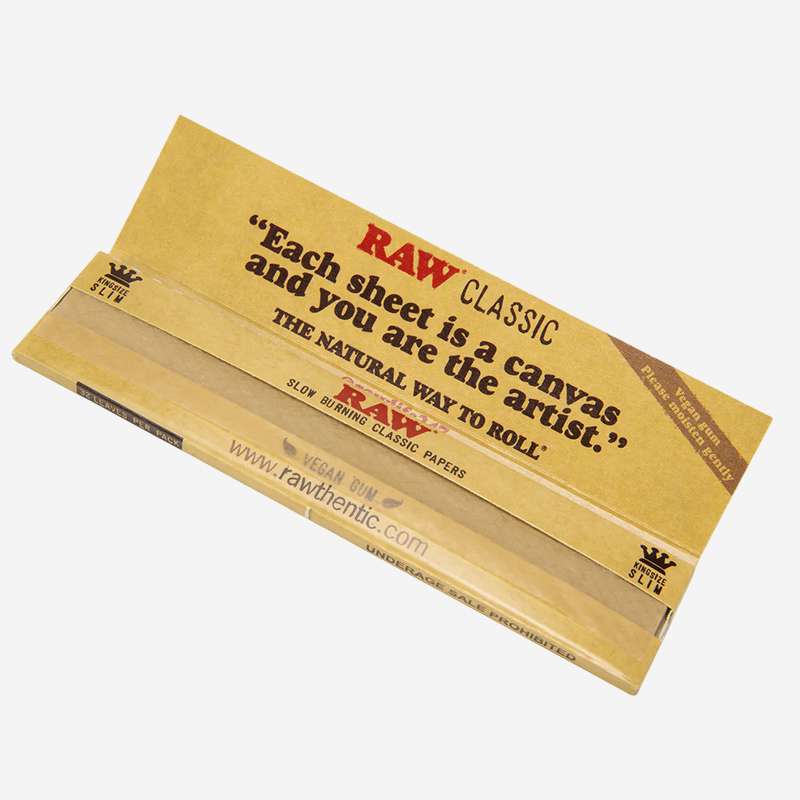 RAW® CLASSIC
“Each sheet is a canvas
and you are the artist.”
THE NATURAL WAY TO ROLL®
Vegan gum
Please moisten gently
KINGSIZE
SLIM
RAW
SLOW BURNING CLASSIC PAPERS
KINGSIZE
SLIM
VEGAN GUM
www.rawthentic.com
32 LEAVES PER PACK
UNDERAGE SALE PROHIBITED